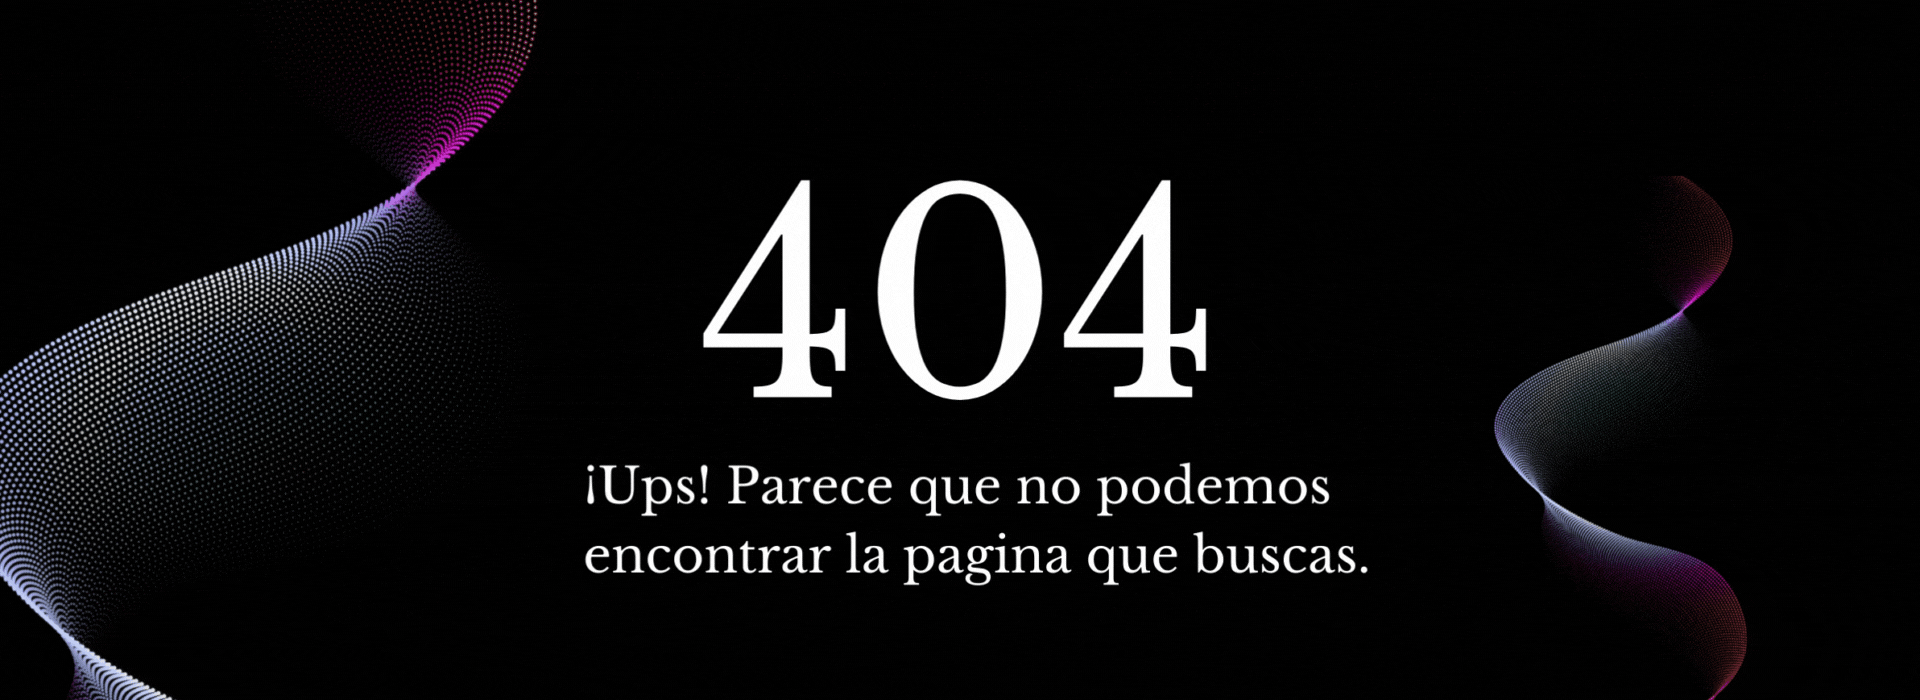 404
¡Ups! Parece que no podemos
encontrar la pagina que buscas.